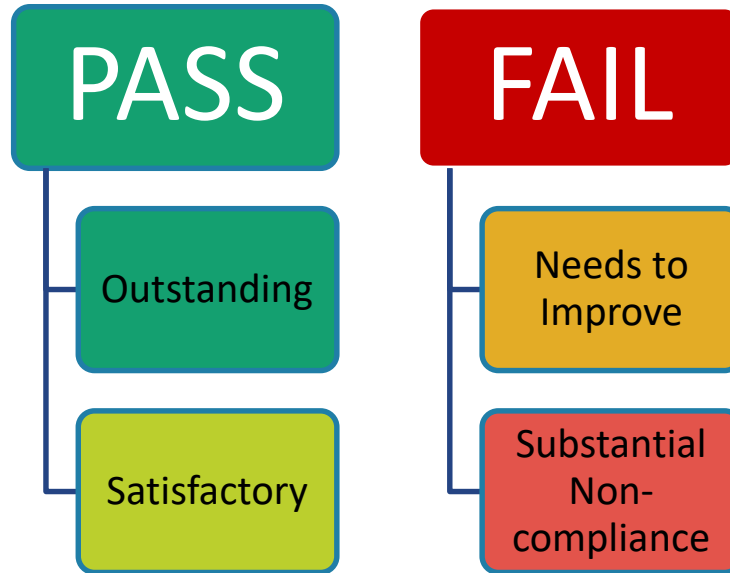 PASS
Outstanding
Satisfactory
FAIL
Needs to
Improve
Substantial
Non-
compliance